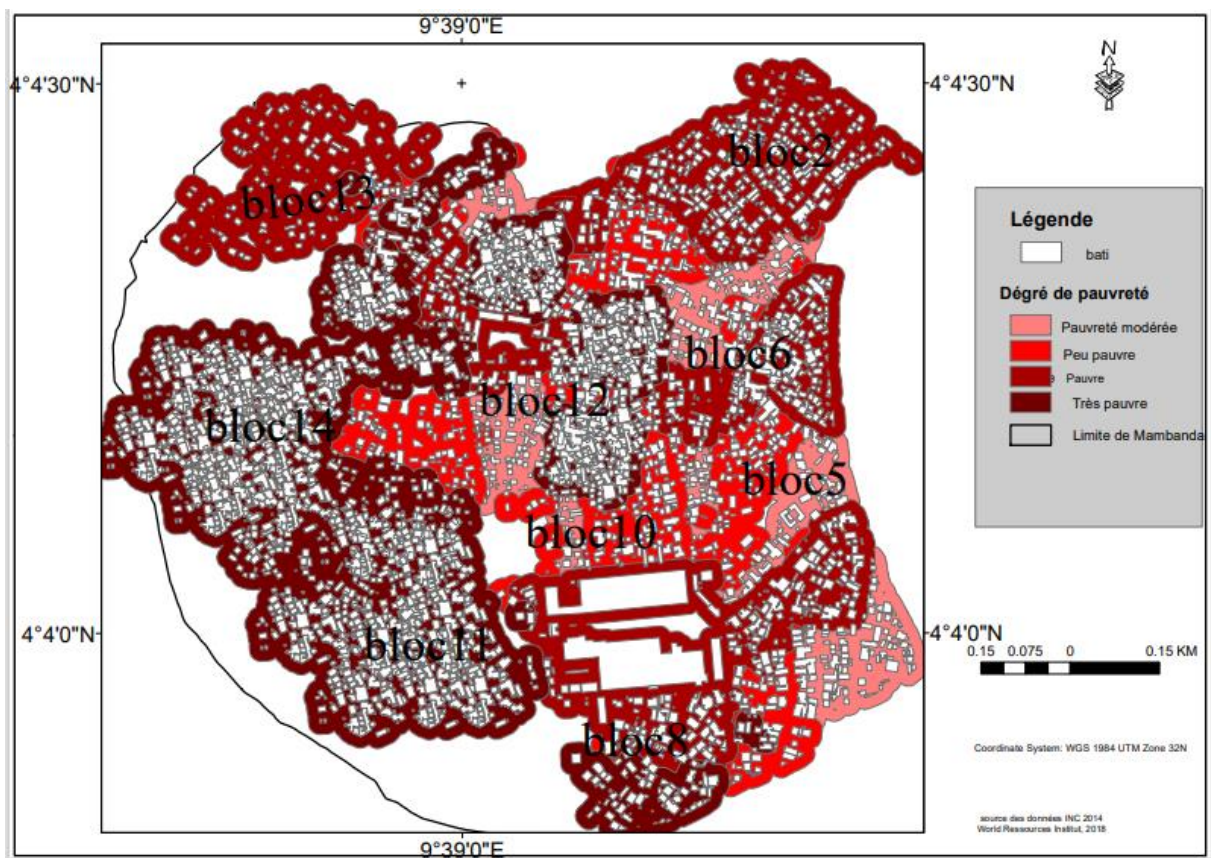 9°39'0"E
N
4°4'30"N
4°4'30"N
bloc2
bloc13
Légende
bati
Dégré de pauvreté
Pauvreté modérée
Peu pauvre
Pauvre
Très pauvre
Limite de Mambanda
bloc6
bloc12
bloc14
bloc5
bloc10
4°4'0"N
4°4'0"N
bloc11
0.15 0.075 0 0.15 KM
bloc8
Coordinate System: WGS 1984 UTM Zone 32N
source des données INC 2014
World Ressources Institut, 2018
9°39'0"E